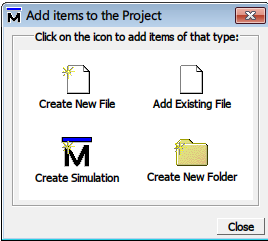 Add items to the Project
Click on the icon to add items of that type:
Create New File Add Existing File
Create Simulation Create New Folder
Close